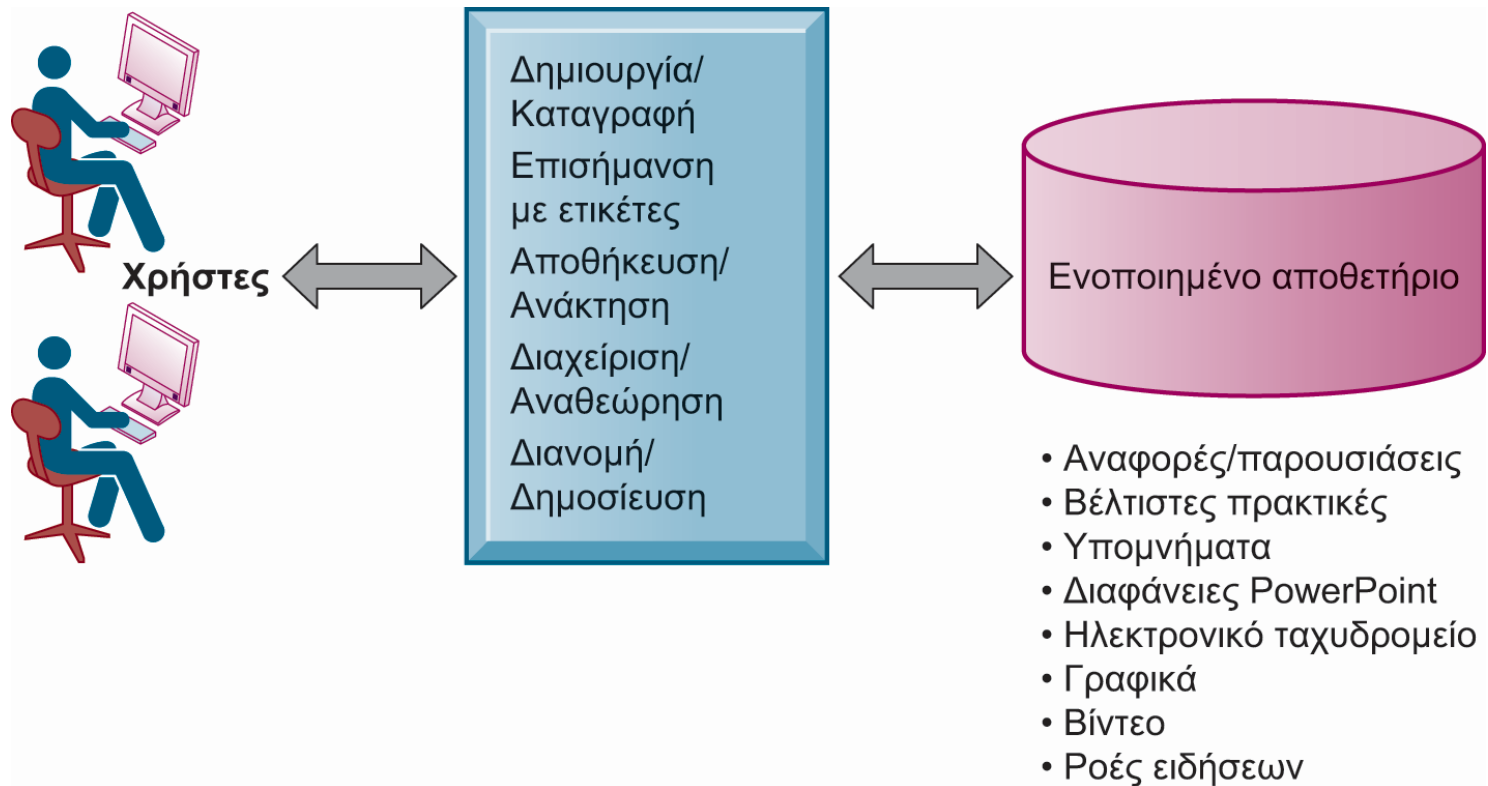 Χρήστες
Δημιουργία/
Καταγραφή
Επισήμανση
με ετικέτες
Αποθήκευση/
Ανάκτηση
Διαχείριση/
Αναθεώρηση
Διανομή/
Δημοσίευση
Ενοποιημένο αποθετήριο
• Αναφορές/παρουσιάσεις
• Βέλτιστες πρακτικές
• Υπομνήματα
• Διαφάνειες PowerPoint
• Ηλεκτρονικό ταχυδρομείο
• Γραφικά
• Βίντεο
• Ροές ειδήσεων